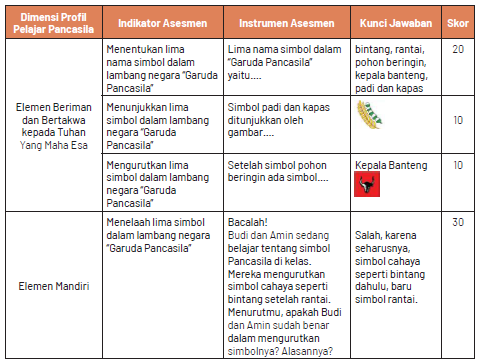 Dimensi Profil
Pelajar Pancasila
Indikator Asesmen
Instrumen Asesmen
Kunci Jawaban
Skor
Elemen Beriman
dan Bertakwa
kepada Tuhan
Yang Maha Esa
Menentukan lima
nama simbol dalam
lambang negara "Garuda
Pancasila"
Lima nama simbol dalam
"Garuda Pancasila"
yaitu....
bintang, rantai,
pohon beringin,
kepala banteng,
padi dan kapas
20
Menunjukkan lima
simbol dalam lambang
negara "Garuda
Pancasila"
Simbol padi dan kapas
ditunjukkan oleh
gambar....
10
Mengurutkan lima
simbol dalam lambang
negara "Garuda
Pancasila"
Setelah simbol pohon
beringin ada simbol....
Kepala Banteng
10
Elemen Mandiri
Menelaah lima simbol
dalam lambang negara
"Garuda Pancasila"
Bacalah!
Budi dan Amin sedang
belajar tentang simbol
Pancasila di kelas.
Mereka mengurutkan
simbol cahaya seperti
bintang setelah rantai.
Menurutmu, apakah Budi
dan Amin sudah benar
dalam mengurutkan
simbolnya? Alasannya?
Salah, karena
seharusnya,
simbol cahaya
seperti bintang
dahulu, baru
simbol rantai.
30